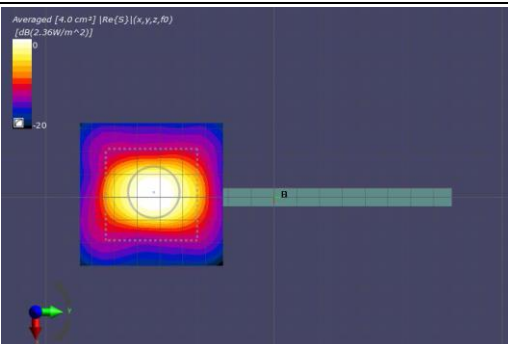 Averaged [4.0 cm²] |Re{S}|(x,y,z,f0)
[dB(2.36W/m^2)]
0
-20
B
Y